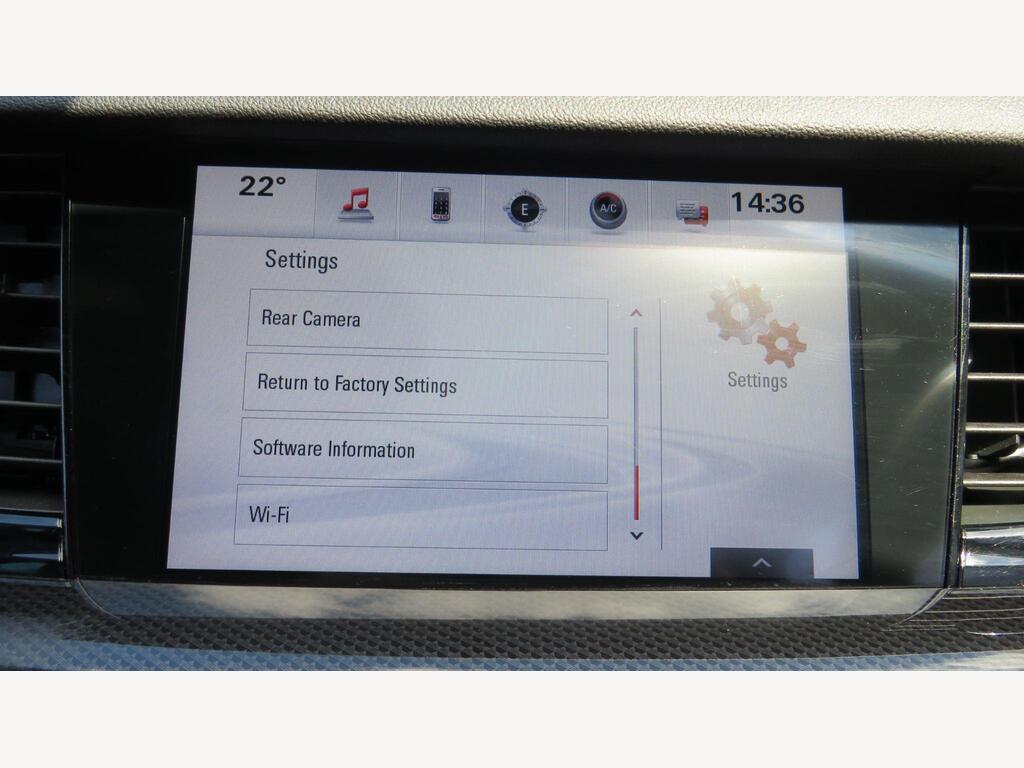 22°
E
A/C
14:36
Settings
Rear Camera
Return to Factory Settings
Software Information
Wi-Fi
Settings